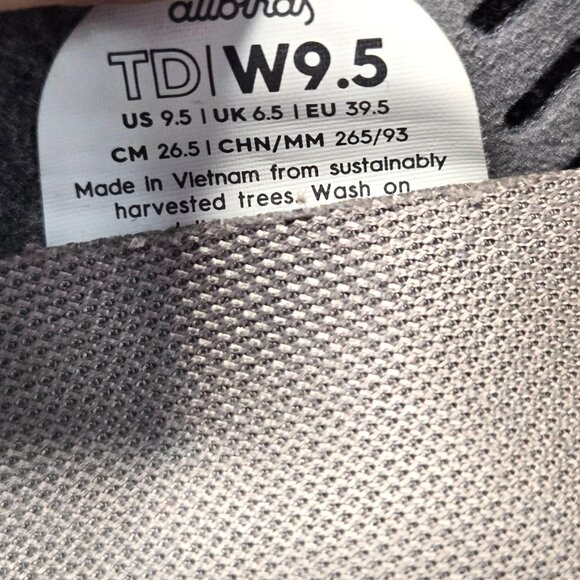 allbirds
TD|W9.5
US 9.5 | UK 6.5 | EU 39.5
CM 26.5 | CHN/MM 265/93
Made in Vietnam from sustainably
harvested trees. Wash on